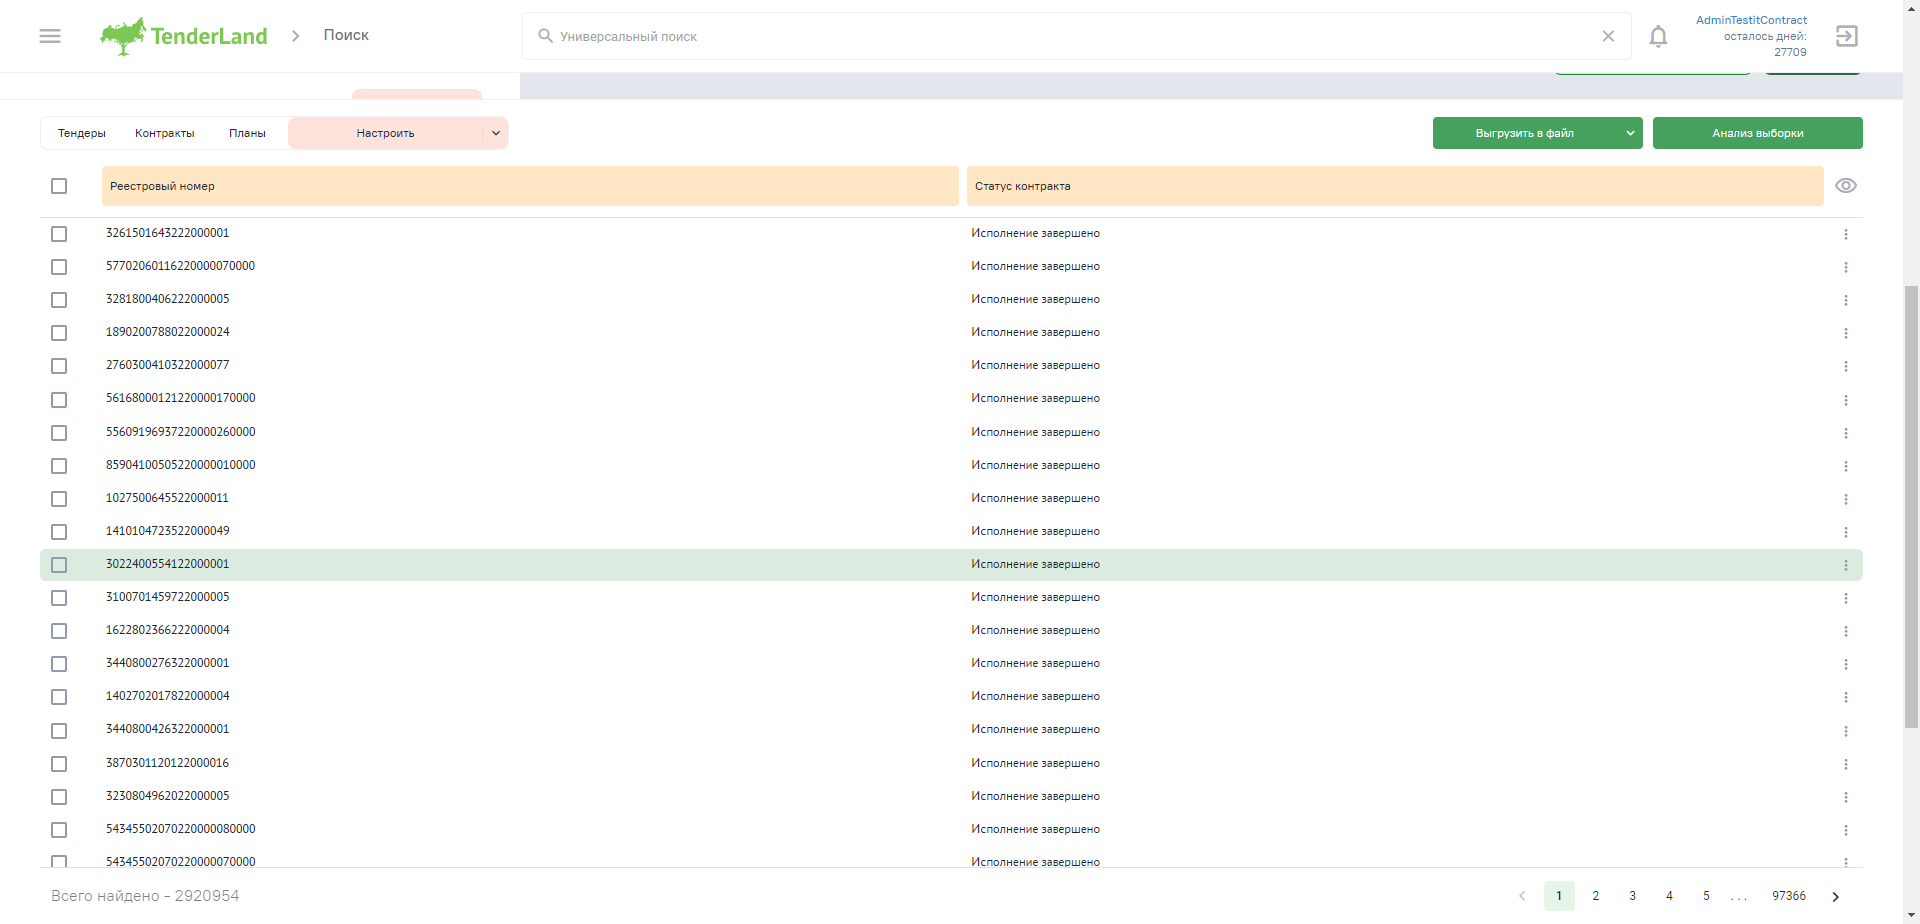 TenderLand
Поиск
Универсальный поиск
AdminTestitContract
осталось дней:
27709
Тендеры Контракты Планы Настроить
Выгрузить в файл Анализ выборки
Реестровый номер Статус контракта
3261501643222000001 Исполнение завершено
57702060116220000070000 Исполнение завершено
3281800406222000005 Исполнение завершено
1890200788022000024 Исполнение завершено
2760300410322000077 Исполнение завершено
56168000121220000170000 Исполнение завершено
55609196937220000260000 Исполнение завершено
85904100505220000010000 Исполнение завершено
1027500645522000011 Исполнение завершено
1410104723522000049 Исполнение завершено
3022400554122000001 Исполнение завершено
3100701459722000005 Исполнение завершено
1622802366222000004 Исполнение завершено
3440800276322000001 Исполнение завершено
1402702017822000004 Исполнение завершено
3440800426322000001 Исполнение завершено
3870301120122000016 Исполнение завершено
3230804962022000005 Исполнение завершено
54345502070220000080000 Исполнение завершено
54345502070220000070000 Исполнение завершено
Всего найдено - 2920954
1 2 3 4 5 ... 97366